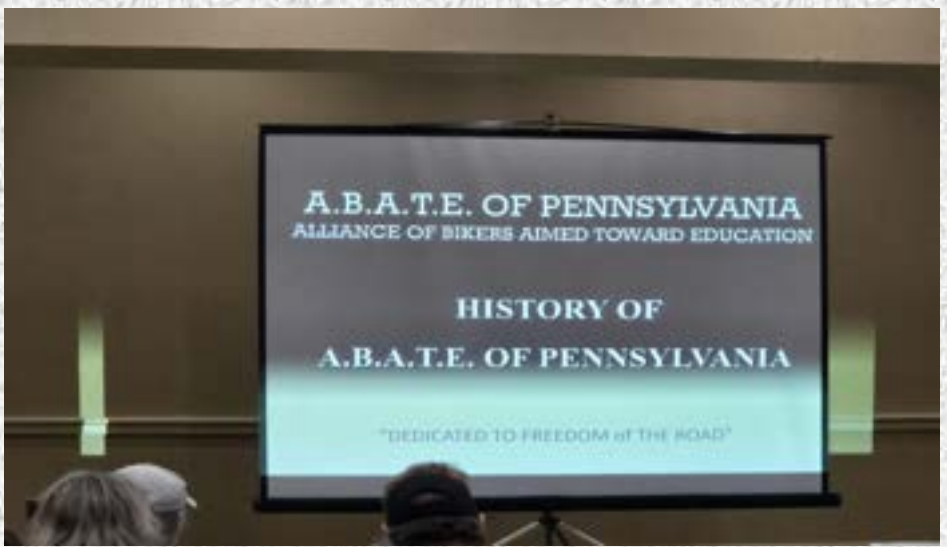 A.B.A.T.E. OF PENNSYLVANIA
ALLIANCE OF BIKERS AIMED TOWARD EDUCATION
HISTORY OF
A.B.A.T.E. OF PENNSYLVANIA
"DEDICATED TO FREEDOM of THE ROAD"